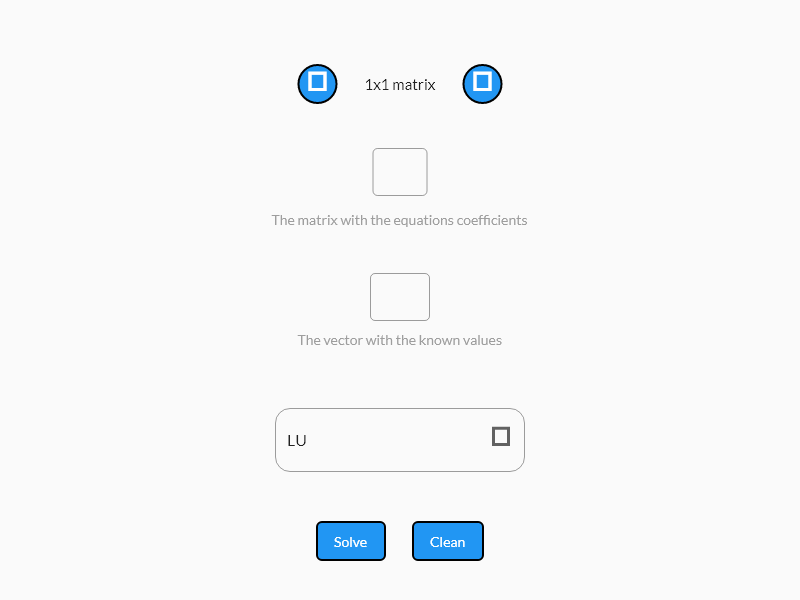 1x1 matrix
The matrix with the equations coefficients
The vector with the known values
LU
Solve
Clean